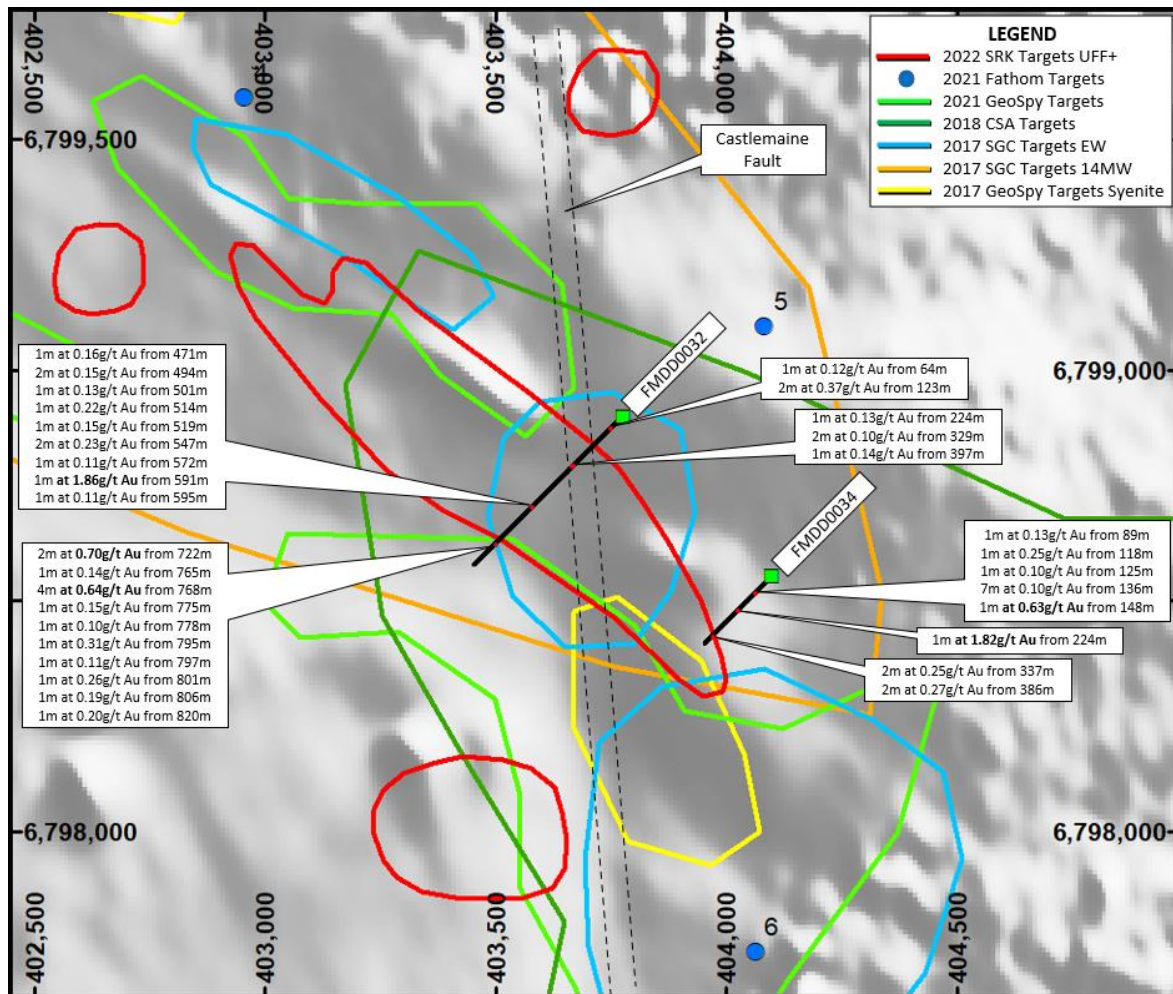 402,500
403,000
403,500
404,000
LEGEND
2022 SRK Targets UFF+
2021 Fathom Targets
2021 GeoSpy Targets
2018 CSA Targets
2017 SGC Targets EW
2017 SGC Targets 14MW
2017 GeoSpy Targets Syenite
6,799,500
Castlemaine
Fault
5
6,799,000
FMDD0032
1m at 0.16g/t Au from 471m
2m at 0.15g/t Au from 494m
1m at 0.13g/t Au from 501m
1m at 0.22g/t Au from 514m
1m at 0.15g/t Au from 519m
2m at 0.23g/t Au from 547m
1m at 0.11g/t Au from 572m
1m at 1.86g/t Au from 591m
1m at 0.11g/t Au from 595m
1m at 0.12g/t Au from 64m
2m at 0.37g/t Au from 123m
1m at 0.13g/t Au from 224m
2m at 0.10g/t Au from 329m
1m at 0.14g/t Au from 397m
FMDD0034
2m at 0.70g/t Au from 722m
1m at 0.14g/t Au from 765m
4m at 0.64g/t Au from 768m
1m at 0.15g/t Au from 775m
1m at 0.10g/t Au from 778m
1m at 0.31g/t Au from 795m
1m at 0.11g/t Au from 797m
1m at 0.26g/t Au from 801m
1m at 0.19g/t Au from 806m
1m at 0.20g/t Au from 820m
1m at 0.13g/t Au from 89m
1m at 0.25g/t Au from 118m
1m at 0.10g/t Au from 125m
7m at 0.10g/t Au from 136m
1m at 0.63g/t Au from 148m
1m at 1.82g/t Au from 224m
2m at 0.25g/t Au from 337m
2m at 0.27g/t Au from 386m
6,798,000
6,798,000
402,500
403,000
403,500
404,000
404,500
6